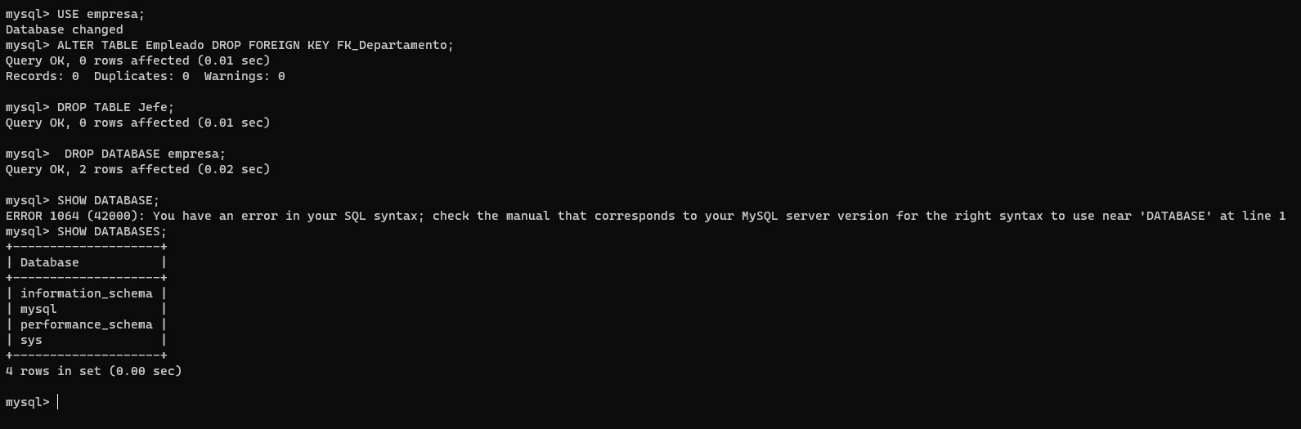 mysql> USE empresa;
Database changed
mysql> ALTER TABLE Empleado DROP FOREIGN KEY FK_Departamento;
Query OK, 0 rows affected (0.01 sec)
Records: 0  Duplicates: 0  Warnings: 0

mysql> DROP TABLE Jefe;
Query OK, 0 rows affected (0.01 sec)

mysql>  DROP DATABASE empresa;
Query OK, 2 rows affected (0.02 sec)

mysql> SHOW DATABASE;
ERROR 1064 (42000): You have an error in your SQL syntax; check the manual that corresponds to your MySQL server version for the right syntax to use near 'DATABASE' at line 1
mysql> SHOW DATABASES;
+--------------------+
| Database           |
+--------------------+
| information_schema |
| mysql              |
| performance_schema |
| sys                |
+--------------------+
4 rows in set (0.00 sec)

mysql>